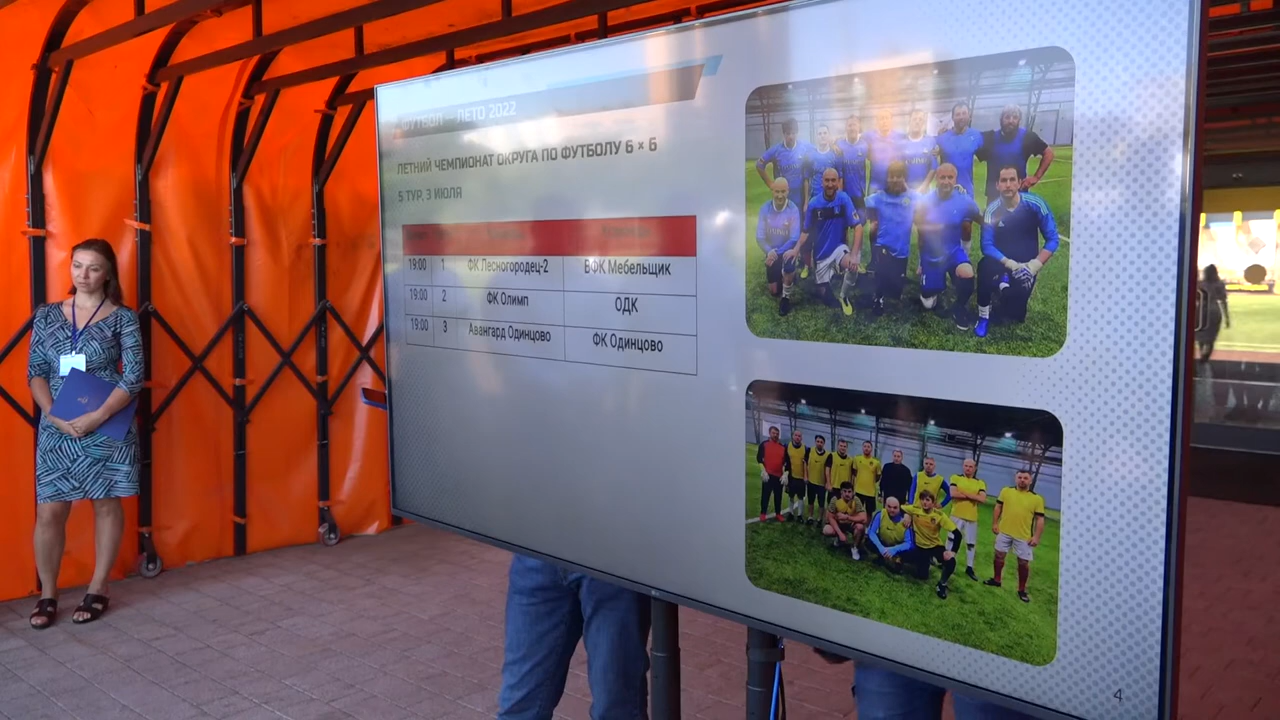 ФУТБОЛ — ЛЕТО 2022
ЛЕТНИЙ ЧЕМПИОНАТ ОКРУГА ПО ФУТБОЛУ 6 × 6
5 ТУР, 3 ИЮЛЯ
19:00 1 ФК Лесногородец-2 ВФК Мебельщик
19:00 2 ФК Олимп ОДК
19:00 3 Авангард Одинцово ФК Одинцово
4